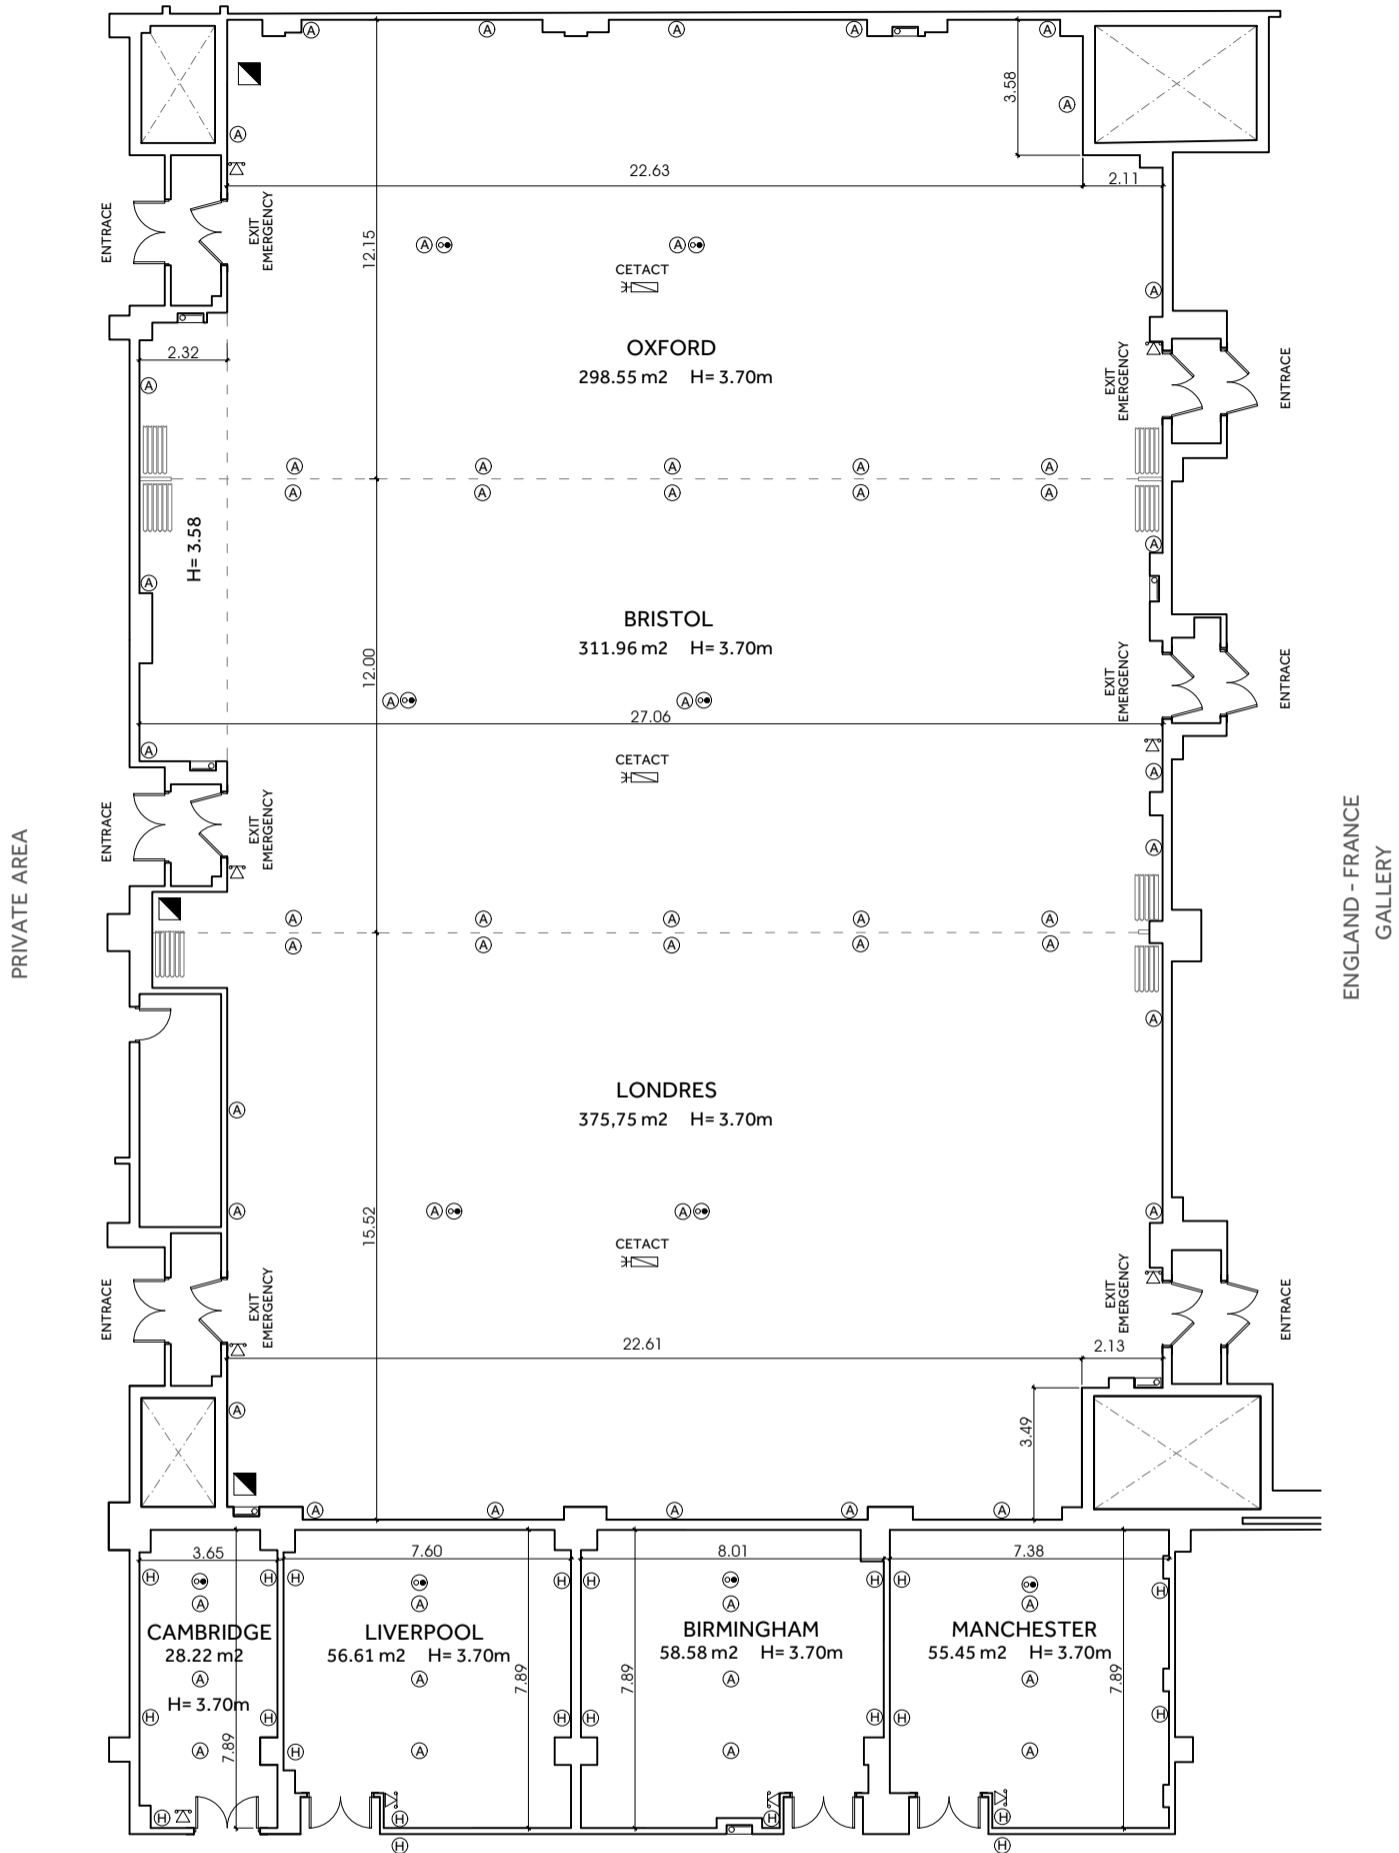 A
A
A
A
A
3.58
A
A
22.63
2.11
ENTRACE
EXIT
EMERGENCY
12.15
A
A
CETACT
A
2.32
OXFORD
298.55 m2 H= 3.70m
EXIT
EMERGENCY
ENTRACE
A
A
A
A
A
A
A
A
A
A
A
H= 3.58
A
A
BRISTOL
311.96 m2 H= 3.70m
12.00
EXIT
EMERGENCY
ENTRACE
A
A
27.06
A
CETACT
A
ENTRACE
EXIT
EMERGENCY
PRIVATE AREA
A
ENGLAND - FRANCE
GALLERY
A
A
A
A
A
A
A
A
A
A
A
LONDRES
375,75 m2 H= 3.70m
A
A
A
A
A
15.52
CETACT
ENTRACE
EXIT
EMERGENCY
EXIT
EMERGENCY
ENTRACE
22.61
2.13
A
3.49
A
A
A
A
A
3.65
7.60
8.01
7.38
H
H
H
H
H
H
H
H
A
A
A
A
CAMBRIDGE
28.22 m2
H= 3.70m
LIVERPOOL
56.61 m2 H= 3.70m
BIRMINGHAM
58.58 m2 H= 3.70m
MANCHESTER
55.45 m2 H= 3.70m
A
A
A
A
7.89
7.89
7.89
7.89
H
H
H
H
H
H
H
H
A
A
A
A
H
H
H
H
H
H